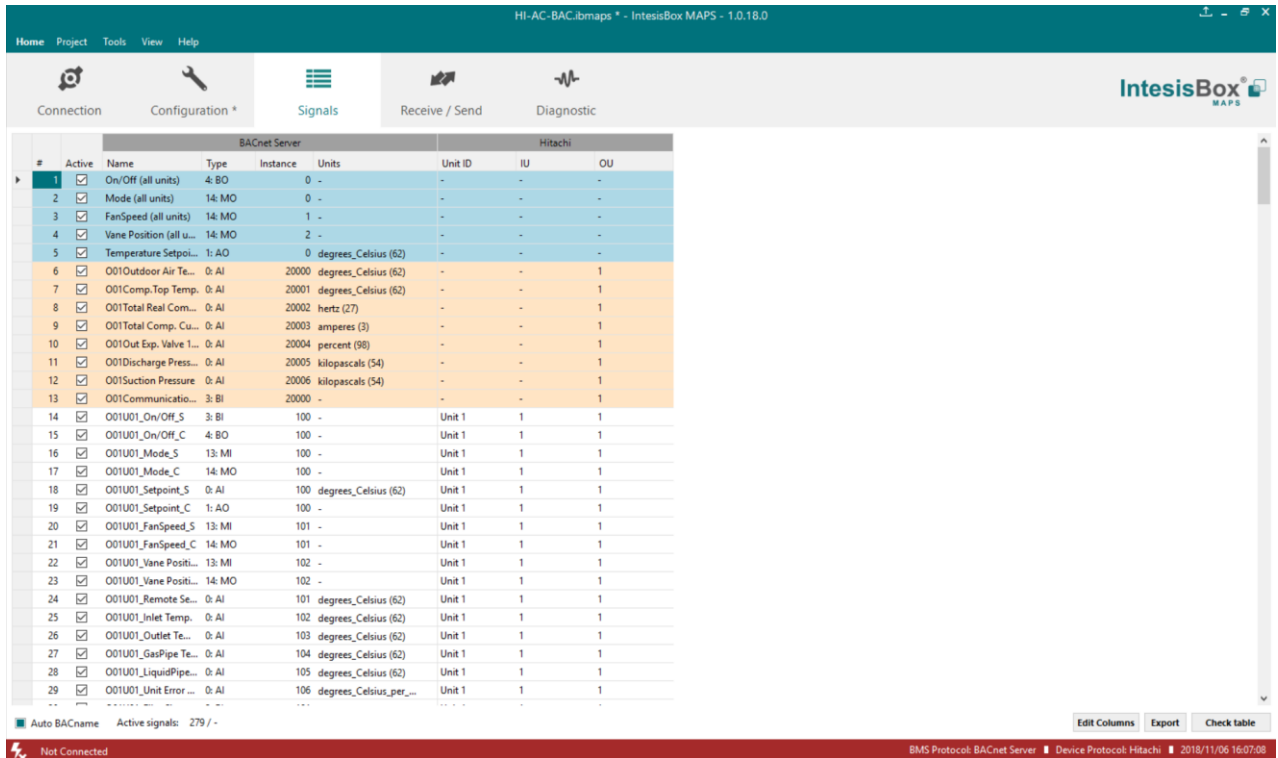 HI-AC-BAC.ibmaps * - IntesisBox MAPS - 1.0.18.0
Home Project Tools View Help
Connection Configuration * Signals Receive / Send Diagnostic
IntesisBox®
MAPS
BACnet Server Hitachi
# Active Name Type Instance Units Unit ID IU OU
1 On/Off (all units) 4: BO 0 - - - -
2 Mode (all units) 14: MO 0 - - - -
3 FanSpeed (all units) 14: MO 1 - - - -
4 Vane Position (all u... 14: MO 2 - - - -
5 Temperature Setpoi... 1: AO 0 degrees_Celsius (62) - - -
6 O01Outdoor Air Te... 0: AI 20000 degrees_Celsius (62) - - 1
7 O01Comp.Top Temp. 0: AI 20001 degrees_Celsius (62) - - 1
8 O01Total Real Com... 0: AI 20002 hertz (27) - - 1
9 O01Total Comp. Cu... 0: AI 20003 amperes (3) - - 1
10 O01Out Exp. Valve 1... 0: AI 20004 percent (98) - - 1
11 O01Discharge Press... 0: AI 20005 kilopascals (54) - - 1
12 O01Suction Pressure 0: AI 20006 kilopascals (54) - - 1
13 O01Communicatio... 3: BI 20000 - - - 1
14 O01U01_On/Off_S 3: BI 100 - Unit 1 1 1
15 O01U01_On/Off_C 4: BO 100 - Unit 1 1 1
16 O01U01_Mode_S 13: MI 100 - Unit 1 1 1
17 O01U01_Mode_C 14: MO 100 - Unit 1 1 1
18 O01U01_Setpoint_S 0: AI 100 degrees_Celsius (62) Unit 1 1 1
19 O01U01_Setpoint_C 1: AO 100 - Unit 1 1 1
20 O01U01_FanSpeed_S 13: MI 101 - Unit 1 1 1
21 O01U01_FanSpeed_C 14: MO 101 - Unit 1 1 1
22 O01U01_Vane Positi... 13: MI 102 - Unit 1 1 1
23 O01U01_Vane Positi... 14: MO 102 - Unit 1 1 1
24 O01U01_Remote Se... 0: AI 101 degrees_Celsius (62) Unit 1 1 1
25 O01U01_Inlet Temp. 0: AI 102 degrees_Celsius (62) Unit 1 1 1
26 O01U01_Outlet Te... 0: AI 103 degrees_Celsius (62) Unit 1 1 1
27 O01U01_GasPipe Te... 0: AI 104 degrees_Celsius (62) Unit 1 1 1
28 O01U01_LiquidPipe... 0: AI 105 degrees_Celsius (62) Unit 1 1 1
29 O01U01_Unit Error ... 0: AI 106 degrees_Celsius_per_... Unit 1 1 1
Auto BACname Active signals: 279 / - Edit Columns Export Check table
Not Connected BMS Protocol: BACnet Server Device Protocol: Hitachi 2018/11/06 16:07:08